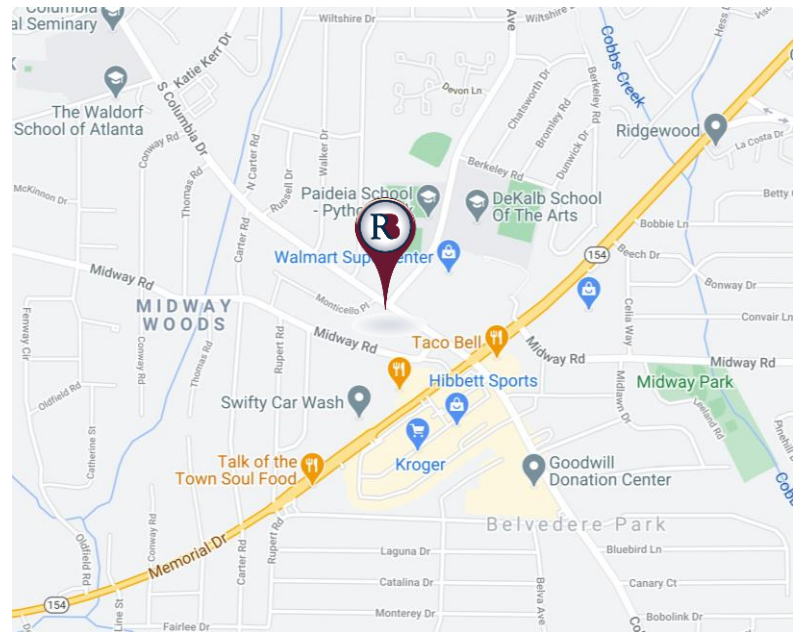 Columbia
al Seminary
Wiltshire Dr
Ave
Wiltshire Dr
Cobbs Creek
Hess Dr
Katie Kerr Dr
S Columbia Dr
The Waldorf
School of Atlanta
Devon Ln
Chatsworth Dr
Bromley Rd
Berkeley Rd
Dunwick Dr
Ridgewood
La Costa Dr
Conway Rd
Thomas Rd
N Carter Rd
Walker Dr
Russell Dr
Berkeley Rd
McKinnon Dr
Paideia School
DeKalb School
Of The Arts
Betty
Bobbie Ln
RB
Carter Rd
Walmart
154
Beech Dr
Midway Rd
Bonway Dr
Monticello Pl
MIDWAY
WOODS
Convair Ln
Celia Way
Midway Rd
Taco Bell
Midway Rd
Midway Rd
Fenway Cir
Conway Rd
Thomas Rd
Rupert Rd
Hibbett Sports
Midway Park
Oldfield Rd
Swifty Car Wash
Midlawn Dr
Leeland Rd
Catherine St
Pinehill
Talk of the
Town Soul Food
Kroger
Goodwill
Donation Center
Cobb
Belvedere Park
Memorial Dr
Oldfield Rd
Conway Rd
Carter Rd
Rupert Rd
Laguna Dr
Bluebird Ln
Catalina Dr
Canary Ct
Belva Ave
154
Line St
Fairlee Dr
Monterey Dr
Co
Bobolink Dr